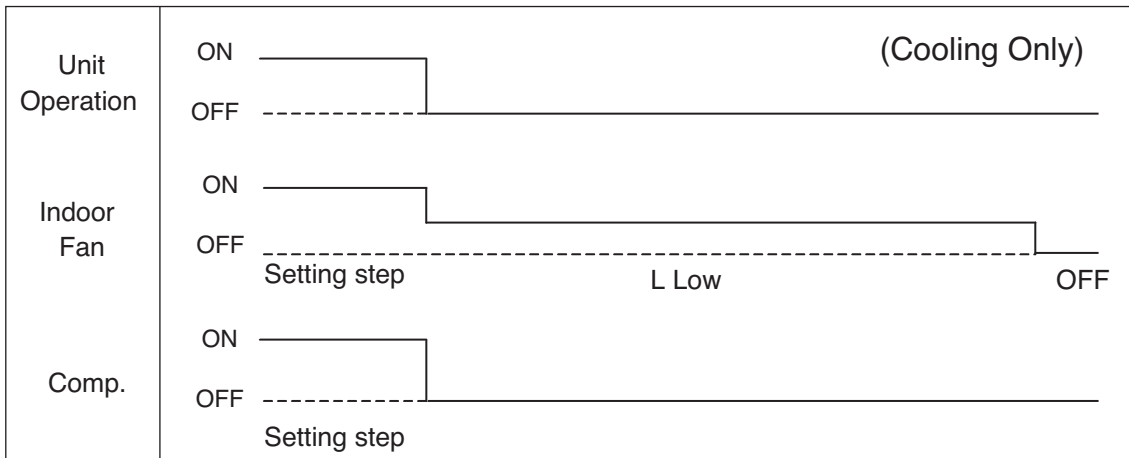 Unit
Operation
ON
(Cooling Only)
OFF
Indoor
Fan
ON
OFF
Setting step
L Low
OFF
Comp.
ON
OFF
Setting step